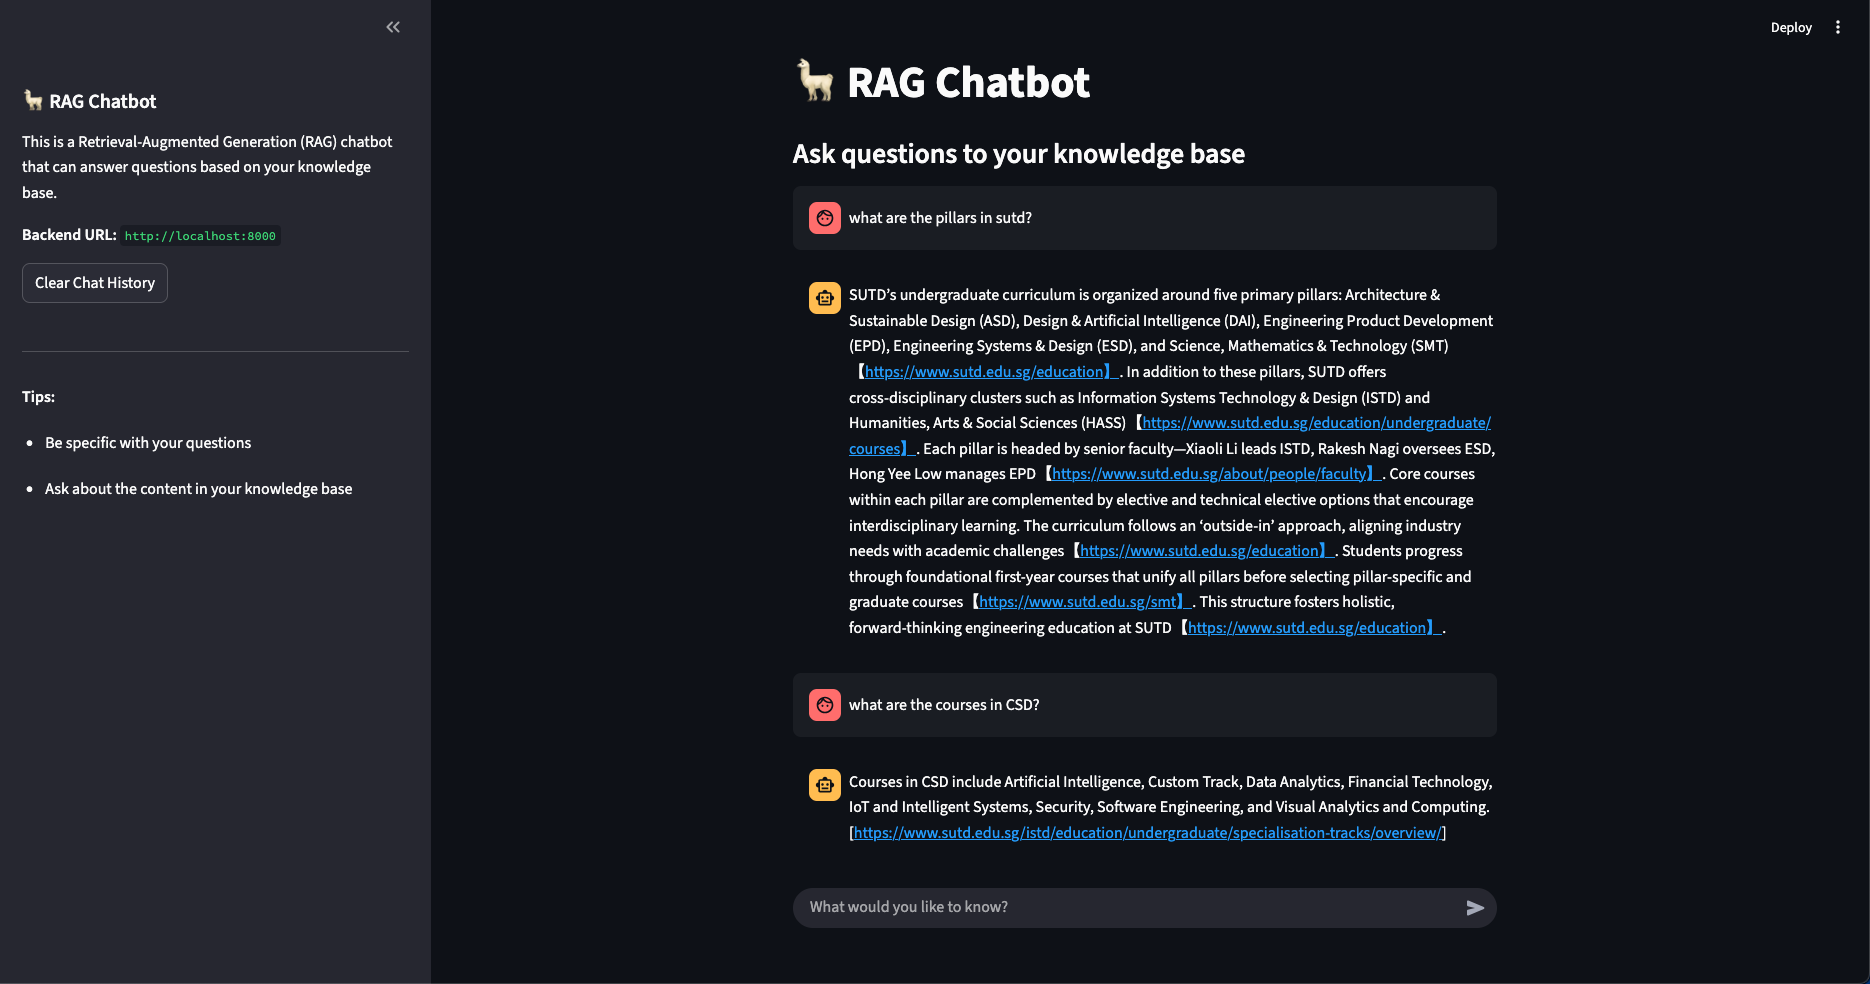 Deploy
RAG Chatbot
This is a Retrieval-Augmented Generation (RAG) chatbot
that can answer questions based on your knowledge
base.
Backend URL: http://localhost:8000
Clear Chat History
Tips:
• Be specific with your questions
• Ask about the content in your knowledge base
RAG Chatbot
Ask questions to your knowledge base
what are the pillars in sutd?
SUTD’s undergraduate curriculum is organized around five primary pillars: Architecture &
Sustainable Design (ASD), Design & Artificial Intelligence (DAI), Engineering Product Development
(EPD), Engineering Systems & Design (ESD), and Science, Mathematics & Technology (SMT)
【https://www.sutd.edu.sg/education】. In addition to these pillars, SUTD offers
cross‑disciplinary clusters such as Information Systems Technology & Design (ISTD) and
Humanities, Arts & Social Sciences (HASS)【https://www.sutd.edu.sg/education/undergraduate/
courses】. Each pillar is headed by senior faculty—Xiaoli Li leads ISTD, Rakesh Nagi oversees ESD,
Hong Yee Low manages EPD【https://www.sutd.edu.sg/about/people/faculty】. Core courses
within each pillar are complemented by elective and technical elective options that encourage
interdisciplinary learning. The curriculum follows an ‘outside‑in’ approach, aligning industry
needs with academic challenges【https://www.sutd.edu.sg/education】. Students progress
through foundational first‑year courses that unify all pillars before selecting pillar‑specific and
graduate courses【https://www.sutd.edu.sg/smt】. This structure fosters holistic,
forward‑thinking engineering education at SUTD【https://www.sutd.edu.sg/education】.
what are the courses in CSD?
Courses in CSD include Artificial Intelligence, Custom Track, Data Analytics, Financial Technology,
IoT and Intelligent Systems, Security, Software Engineering, and Visual Analytics and Computing.
[https://www.sutd.edu.sg/istd/education/undergraduate/specialisation-tracks/overview/]
What would you like to know?